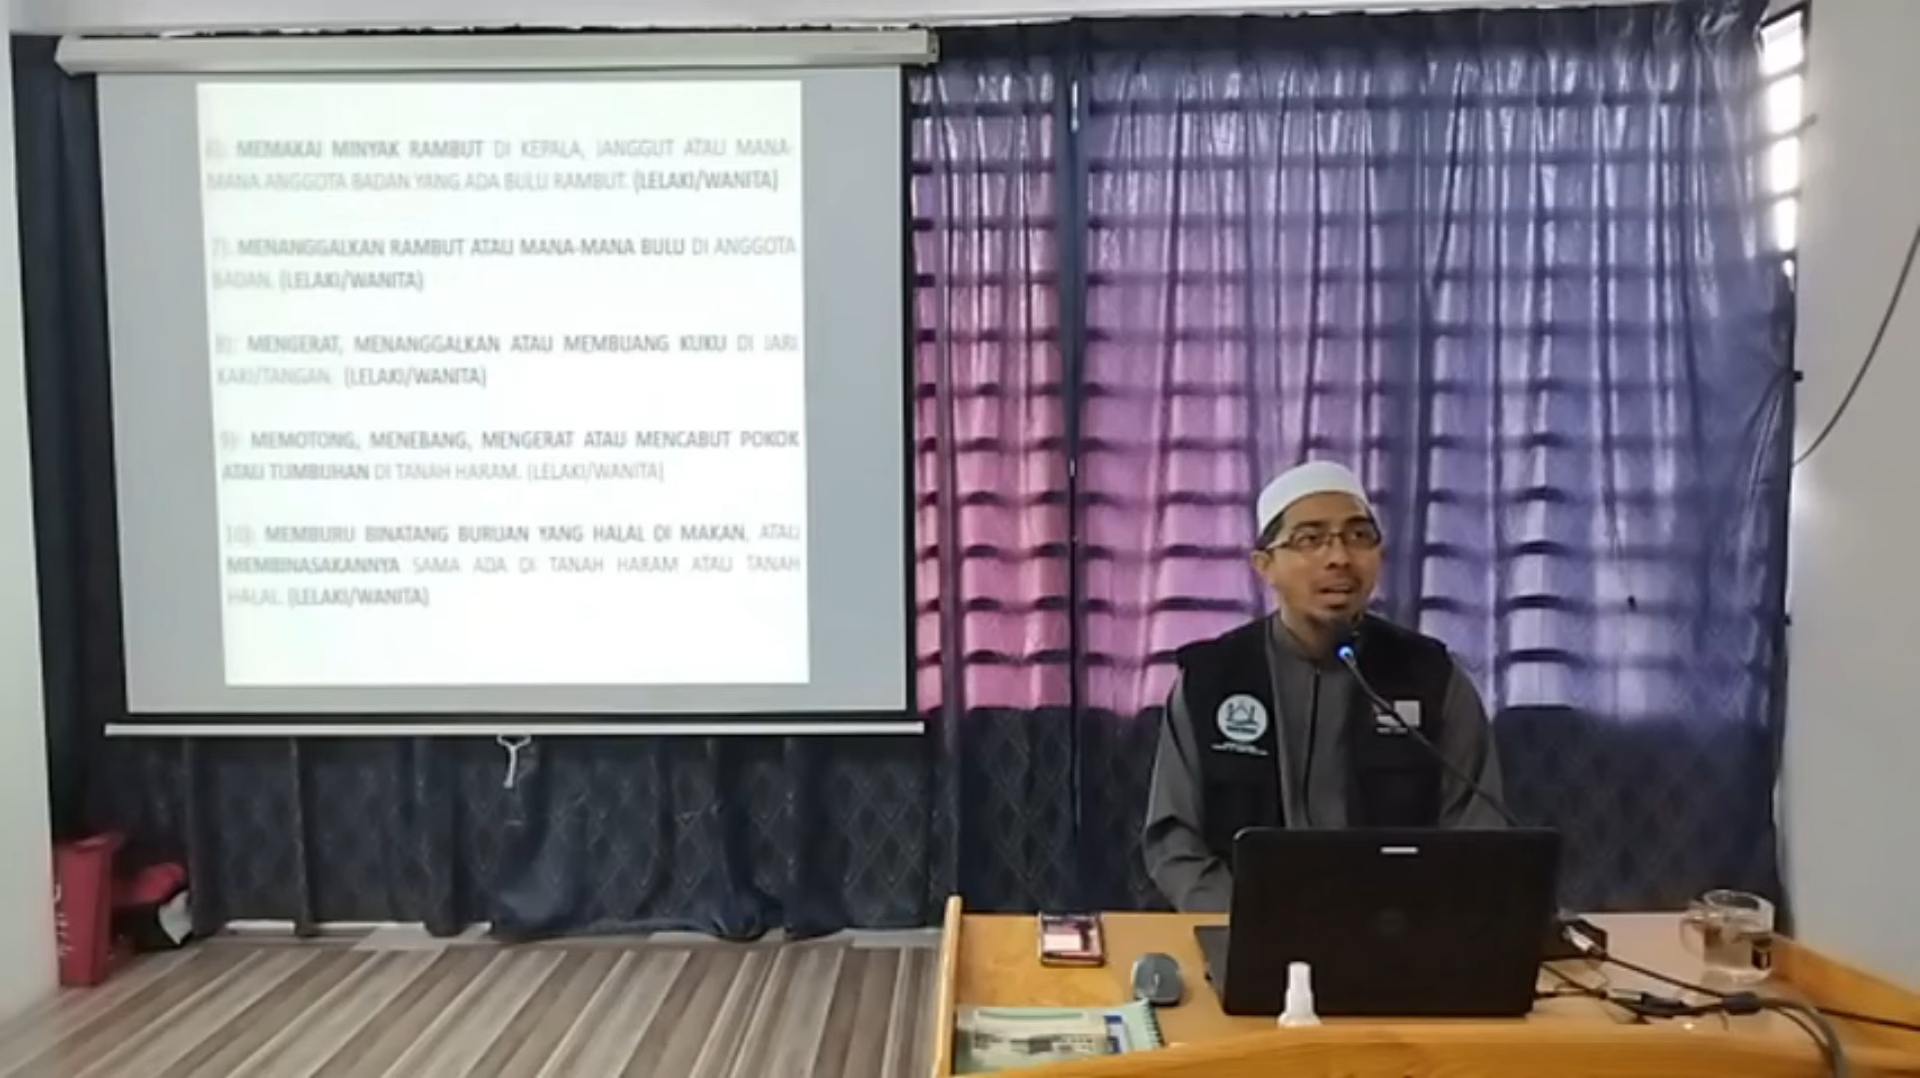 6). MEMAKAI MINYAK RAMBUT DI KEPALA, JANGGUT ATAU MANA-
MANA ANGGOTA BADAN YANG ADA BULU RAMBUT. (LELAKI/WANITA)
7). MENANGGALKAN RAMBUT ATAU MANA-MANA BULU DI ANGGOTA
BADAN. (LELAKI/WANITA)
8). MENGERAT, MENANGGALKAN ATAU MEMBUANG KUKU DI JARI
KAKI/TANGAN. (LELAKI/WANITA)
9). MEMOTONG, MENEBANG, MENGERAT ATAU MENCABUT POKOK
ATAU TUMBUHAN DI TANAH HARAM. (LELAKI/WANITA)
10). MEMBURU BINATANG BURUAN YANG HALAL DI MAKAN, ATAU
MEMBINASAKANNYA SAMA ADA DI TANAH HARAM ATAU TANAH
HALAL. (LELAKI/WANITA)